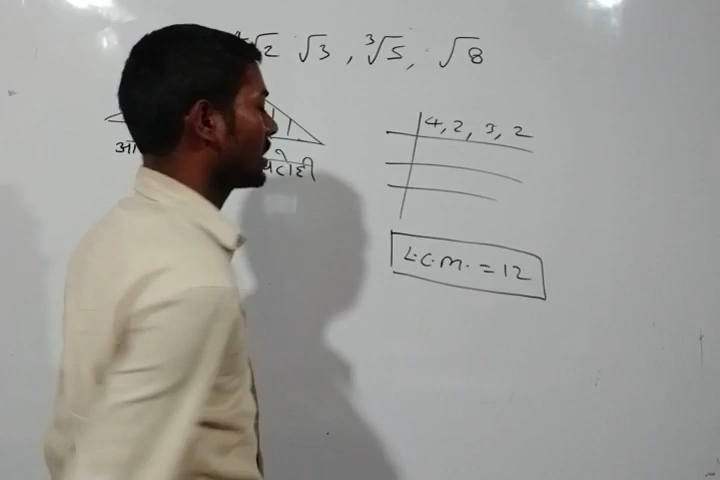 ∜2 √3, ∛5, √8
4, 2, 3, 2
L.C.M. = 12